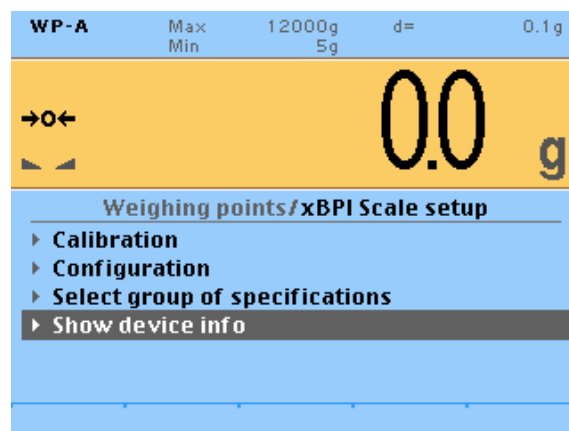 WP-A Max 12000g d= 0.1g
Min 5g
→0← 0.0 g
Weighing points/xBPI Scale setup
Calibration
Configuration
Select group of specifications
Show device info